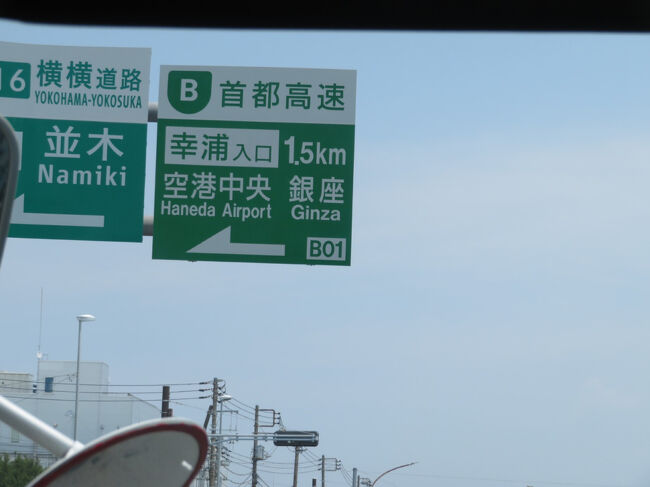 16 横横道路
YOKOHAMA-YOKOSUKA
並木
Namiki
B 首都高速
幸浦入口 1.5km
空港中央 銀座
Haneda Airport Ginza
B01